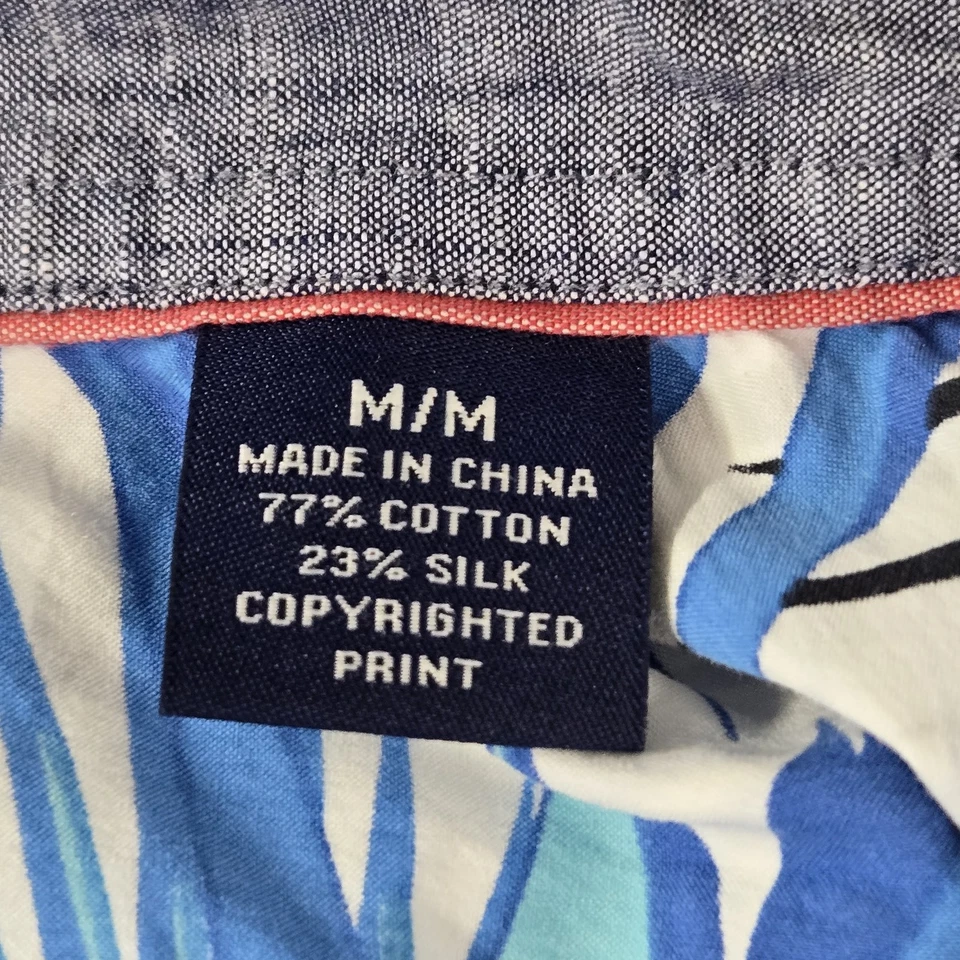 M/M
MADE IN CHINA
77% COTTON
23% SILK
COPYRIGHTED
PRINT